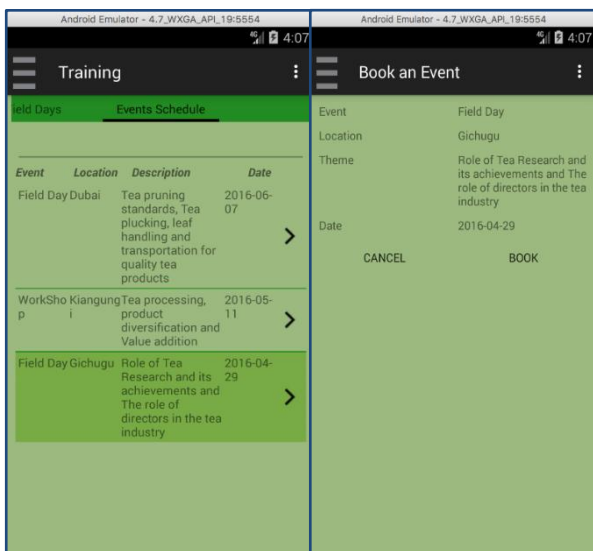 Android Emulator - 4.7_WXGA_API_19:5554
4G 4:07
Training
ield Days Events Schedule
Event Location Description Date
Field Day Dubai Tea pruning 2016-06-
standards, Tea 07
plucking, leaf
handling and
transportation for
quality tea
products
WorkSho Kiangung Tea processing, 2016-05-
p i product 11
diversification and
Value addition
Field Day Gichugu Role of Tea 2016-04-
Research and its 29
achievements and
The role of
directors in the tea
industry
Android Emulator - 4.7_WXGA_API_19:5554
4G 4:07
Book an Event
Event Field Day
Location Gichugu
Theme Role of Tea Research and
its achievements and The
role of directors in the tea
industry
Date 2016-04-29
CANCEL BOOK